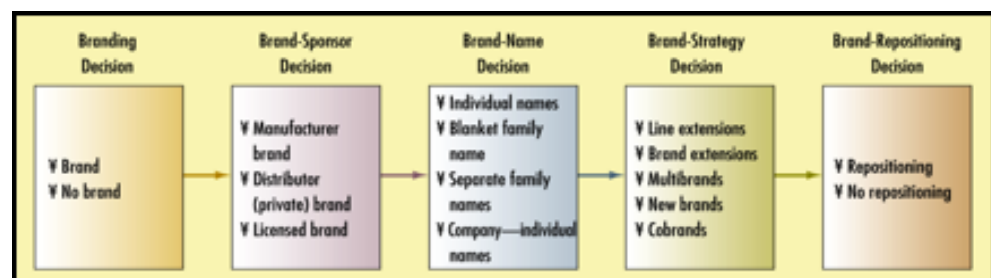 Branding
Decision
¥ Brand
¥ No brand
Brand-Sponsor
Decision
¥ Manufacturer
brand
¥ Distributor
(private) brand
¥ Licensed brand
Brand-Name
Decision
¥ Individual names
¥ Blanket family
name
¥ Separate family
names
¥ Company—individual
names
Brand-Strategy
Decision
¥ Line extensions
¥ Brand extensions
¥ Multibrands
¥ New brands
¥ Cobrands
Brand-Repositioning
Decision
¥ Repositioning
¥ No repositioning